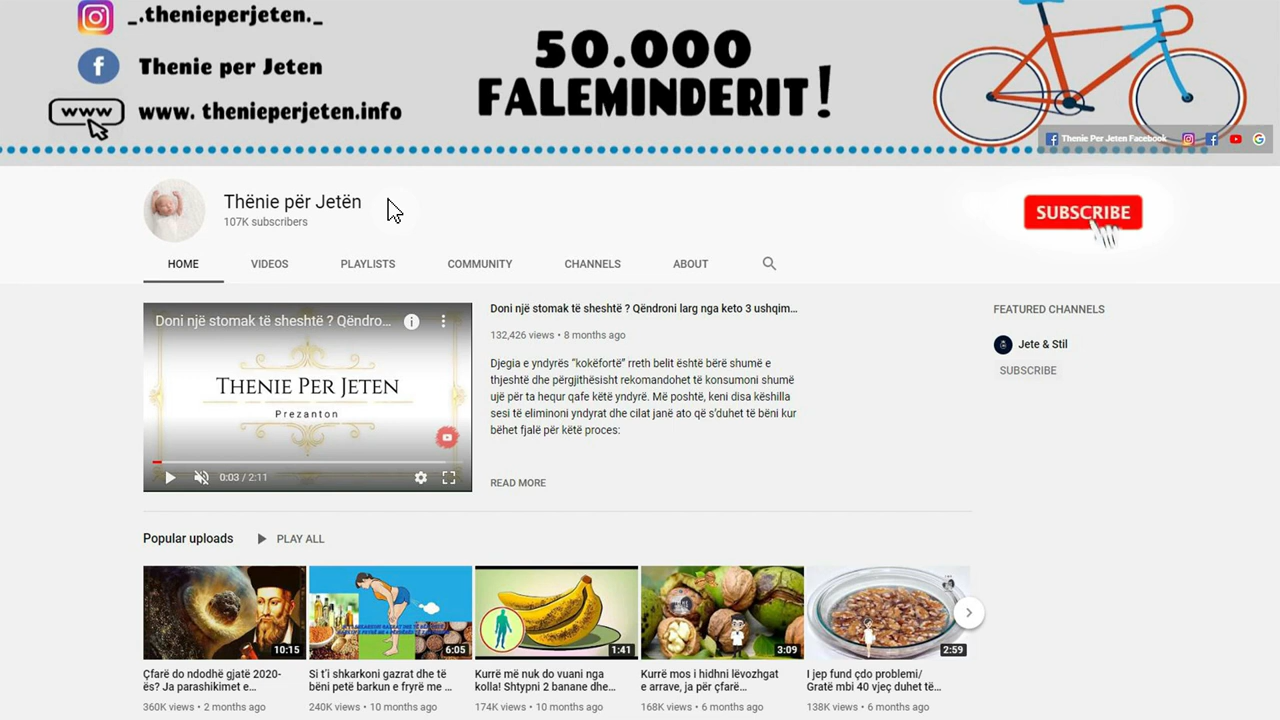 _.thenieperjeten._
Thenie per Jeten
www
www. thenieperjeten.info
50.000
FALEMINDERIT!
Thenie Per Jeten Facebook
Thënie për Jetën
107K subscribers
SUBSCRIBE
HOME
VIDEOS
PLAYLISTS
COMMUNITY
CHANNELS
ABOUT
Doni një stomak të sheshtë ? Qëndro...
THENIE PER JETEN
Prezanton
0:03 / 2:11
Doni një stomak të sheshtë ? Qëndroni larg nga keto 3 ushqim...
132,426 views • 8 months ago
Djegia e yndyrës “kokëfortë” rreth belit është bërë shumë e
thjeshtë dhe përgjithësisht rekomandohet të konsumoni shumë
ujë për ta hequr qafe këtë yndyrë. Më poshtë, keni disa këshilla
sesi të eliminoni yndyrat dhe cilat janë ato që s'duhet të bëni kur
bëhet fjalë për këtë proces:
READ MORE
FEATURED CHANNELS
Jete & Stil
SUBSCRIBE
Popular uploads
PLAY ALL
10:15
6:05
1:41
3:09
2:59
Çfarë do ndodhë gjatë 2020-
ës? Ja parashikimet e...
360K views • 2 months ago
Si t'i shkarkoni gazrat dhe të
bëni petë barkun e fryrë me ...
240K views • 10 months ago
Kurrë më nuk do vuani nga
kolla! Shtypni 2 banane dhe...
174K views • 10 months ago
Kurrë mos i hidhni lëvozhgat
e arrave, ja për çfarë...
168K views • 6 months ago
I jep fund çdo problemi/
Gratë mbi 40 vjeç duhet të...
138K views • 6 months ago